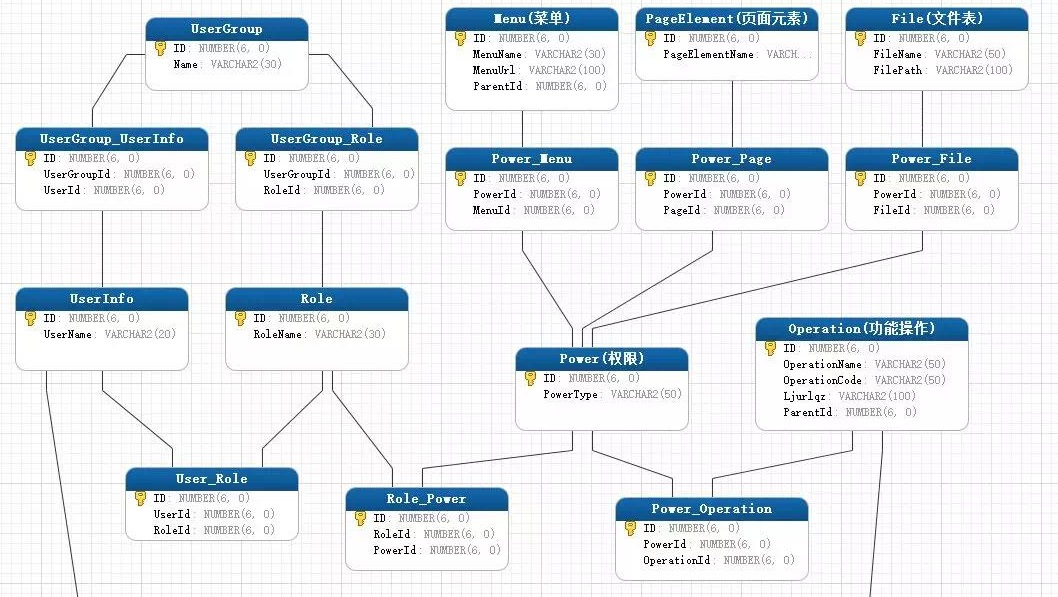 UserGroup
ID: NUMBER(6, 0)
Name: VARCHAR2(30)
Menu(菜单)
ID: NUMBER(6, 0)
MenuName: VARCHAR2(30)
MenuUrl: VARCHAR2(100)
ParentId: NUMBER(6, 0)
PageElement(页面元素)
ID: NUMBER(6, 0)
PageElementName: VARCH...
File(文件表)
ID: NUMBER(6, 0)
FileName: VARCHAR2(50)
FilePath: VARCHAR2(100)
UserGroup_UserInfo
ID: NUMBER(6, 0)
UserGroupId: NUMBER(6, 0)
UserId: NUMBER(6, 0)
UserGroup_Role
ID: NUMBER(6, 0)
UserGroupId: NUMBER(6, 0)
RoleId: NUMBER(6, 0)
Power_Menu
ID: NUMBER(6, 0)
PowerId: NUMBER(6, 0)
MenuId: NUMBER(6, 0)
Power_Page
ID: NUMBER(6, 0)
PowerId: NUMBER(6, 0)
PageId: NUMBER(6, 0)
Power_File
ID: NUMBER(6, 0)
PowerId: NUMBER(6, 0)
FileId: NUMBER(6, 0)
UserInfo
ID: NUMBER(6, 0)
UserName: VARCHAR2(20)
Role
ID: NUMBER(6, 0)
RoleName: VARCHAR2(30)
Power(权限)
ID: NUMBER(6, 0)
PowerType: VARCHAR2(50)
Operation(功能操作)
ID: NUMBER(6, 0)
OperationName: VARCHAR2(50)
OperationCode: VARCHAR2(50)
Ljurlqz: VARCHAR2(100)
ParentId: NUMBER(6, 0)
User_Role
ID: NUMBER(6, 0)
UserId: NUMBER(6, 0)
RoleId: NUMBER(6, 0)
Role_Power
ID: NUMBER(6, 0)
RoleId: NUMBER(6, 0)
PowerId: NUMBER(6, 0)
Power_Operation
ID: NUMBER(6, 0)
PowerId: NUMBER(6, 0)
OperationId: NUMBER(6, 0)